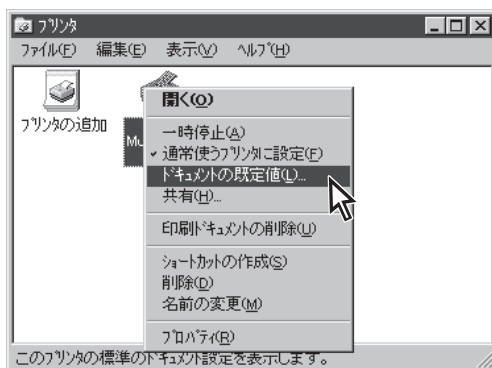 プリンタ
ファイル(F) 編集(E) 表示(V) ヘルプ(H)
プリンタの追加
開く(O)
一時停止(A)
通常使うプリンタに設定(F)
ドキュメントの既定値(L)...
共有(H)...
印刷ドキュメントの削除(U)
ショートカットの作成(S)
削除(D)
名前の変更(M)
プロパティ(R)
このプリンタの標準のドキュメント設定を表示します。